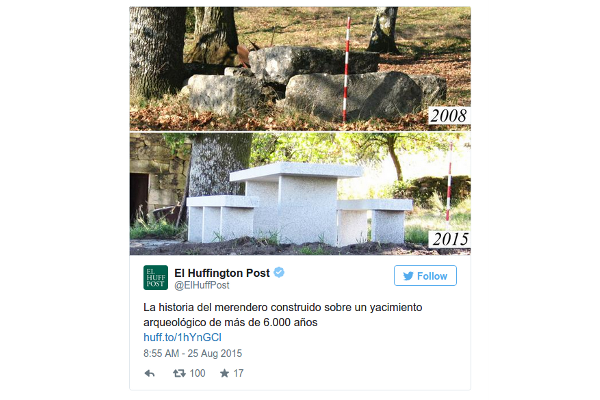 2008
2015
EL
HUFF
POST
El Huffington Post
@ElHuffPost
Follow
La historia del merendero construido sobre un yacimiento
arqueológico de más de 6.000 años
huff.to/1hYnGCI
8:55 AM - 25 Aug 2015
100
17